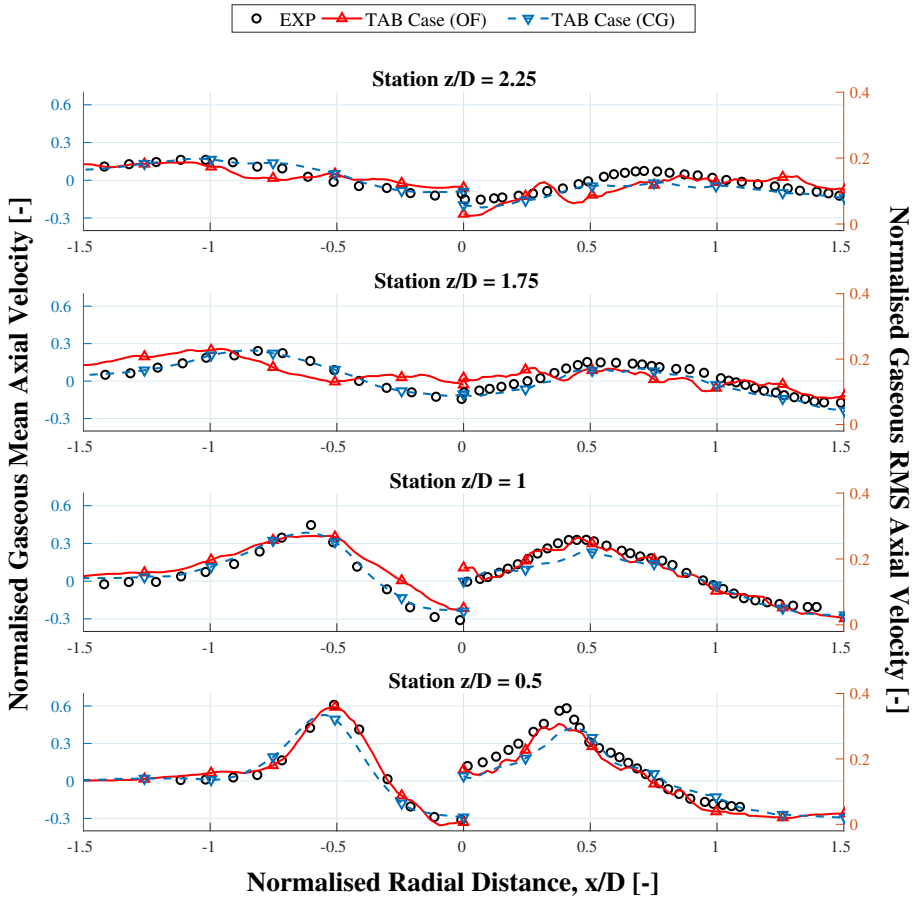 EXP TAB Case (OF) TAB Case (CG)
Station z/D = 2.25
0.6
0.3
0
-0.3
0.4
0.2
0
-1.5 -1 -0.5 0 0.5 1 1.5
Station z/D = 1.75
0.6
0.3
0
-0.3
0.4
0.2
0
-1.5 -1 -0.5 0 0.5 1 1.5
Station z/D = 1
0.6
0.3
0
-0.3
0.4
0.2
0
-1.5 -1 -0.5 0 0.5 1 1.5
Station z/D = 0.5
0.6
0.3
0
-0.3
0.4
0.2
0
-1.5 -1 -0.5 0 0.5 1 1.5
Normalised Radial Distance, x/D [-]
Normalised Gaseous Mean Axial Velocity [-]
Normalised Gaseous RMS Axial Velocity [-]